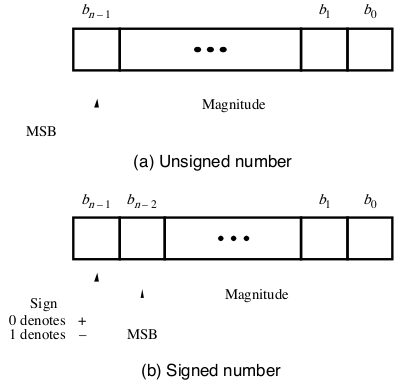 b_{n-1} b_1 b_0
• • •
Magnitude
MSB
(a) Unsigned number
b_{n-1} b_{n-2} b_1 b_0
• • •
Magnitude
Sign
0 denotes +
1 denotes – MSB
(b) Signed number